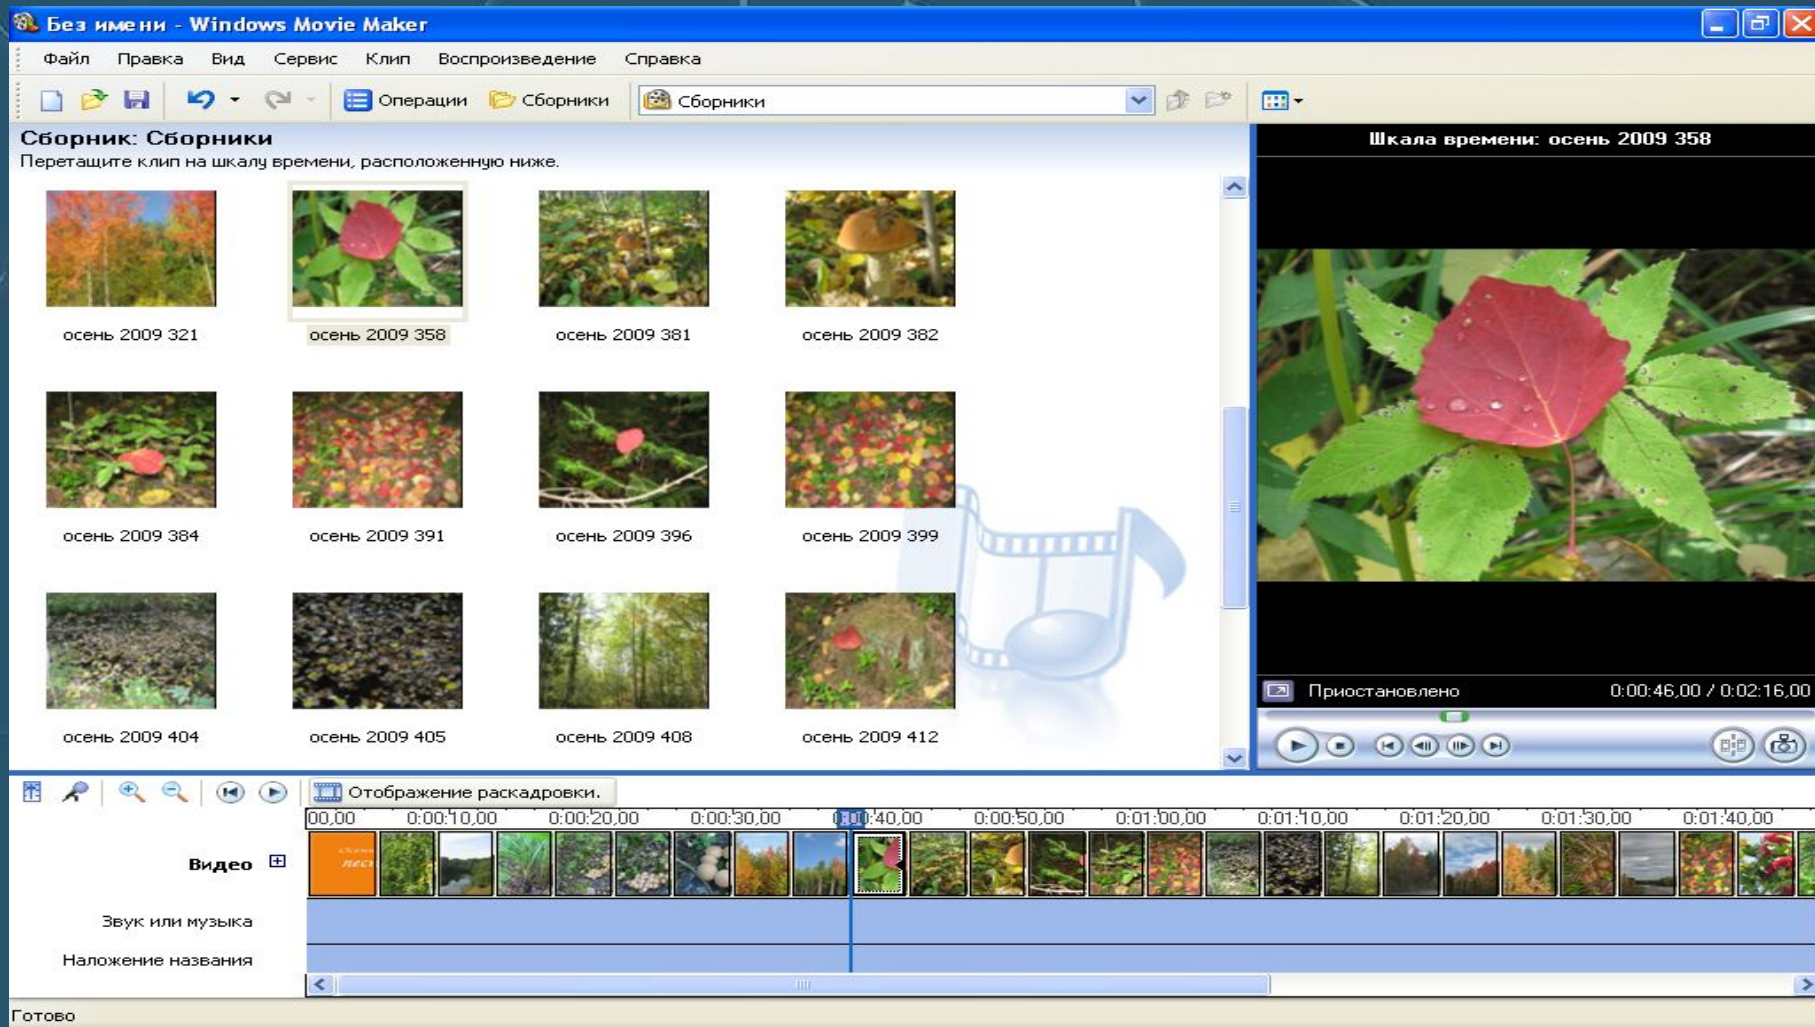 Без имени - Windows Movie Maker
Файл Правка Вид Сервис Клип Воспроизведение Справка
Операции Сборники Сборники
Сборник: Сборники
Перетащите клип на шкалу времени, расположенную ниже.
осень 2009 321 осень 2009 358 осень 2009 381 осень 2009 382
осень 2009 384 осень 2009 391 осень 2009 396 осень 2009 399
осень 2009 404 осень 2009 405 осень 2009 408 осень 2009 412
Шкала времени: осень 2009 358
Приостановлено 0:00:46,00 / 0:02:16,00
Отображение раскадровки.
00,00 0:00:10,00 0:00:20,00 0:00:30,00 0:00:40,00 0:00:50,00 0:01:00,00 0:01:10,00 0:01:20,00 0:01:30,00 0:01:40,00
Видео
Звук или музыка
Наложение названия
Готово